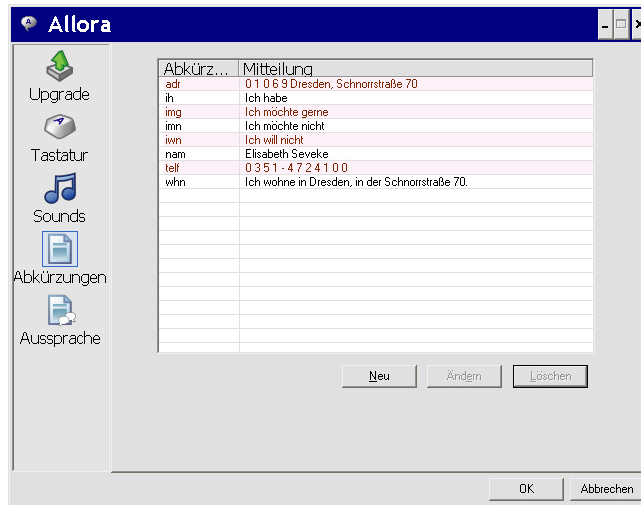 Allora
Upgrade
Tastatur
Sounds
Abkürzungen
Aussprache
Abkürz... Mitteilung
adr 0 1 0 6 9 Dresden, Schnorrstraße 70
ih Ich habe
img Ich möchte gerne
imn Ich möchte nicht
iwn Ich will nicht
nam Elisabeth Seveke
telf 0 3 5 1 - 4 7 2 4 1 0 0
whn Ich wohne in Dresden, in der Schnorrstraße 70.
Neu Ändern Löschen
OK Abbrechen